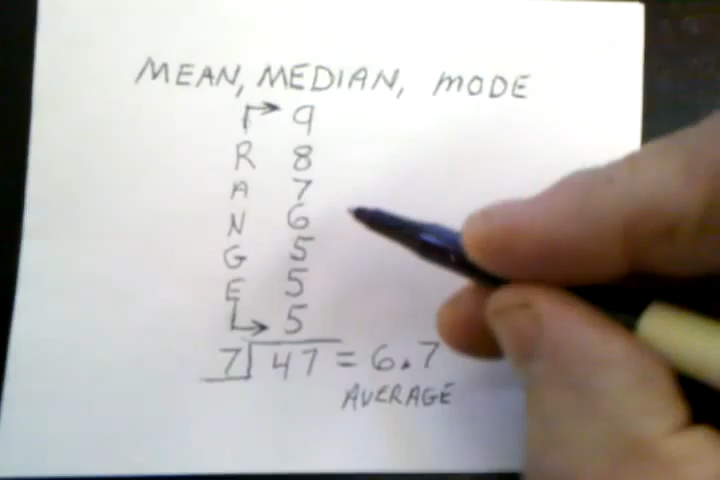 MEAN, MEDIAN, MODE
9
R 8
A 7
N 6
G 5
E 5
5
7 47 = 6.7
AVERAGE